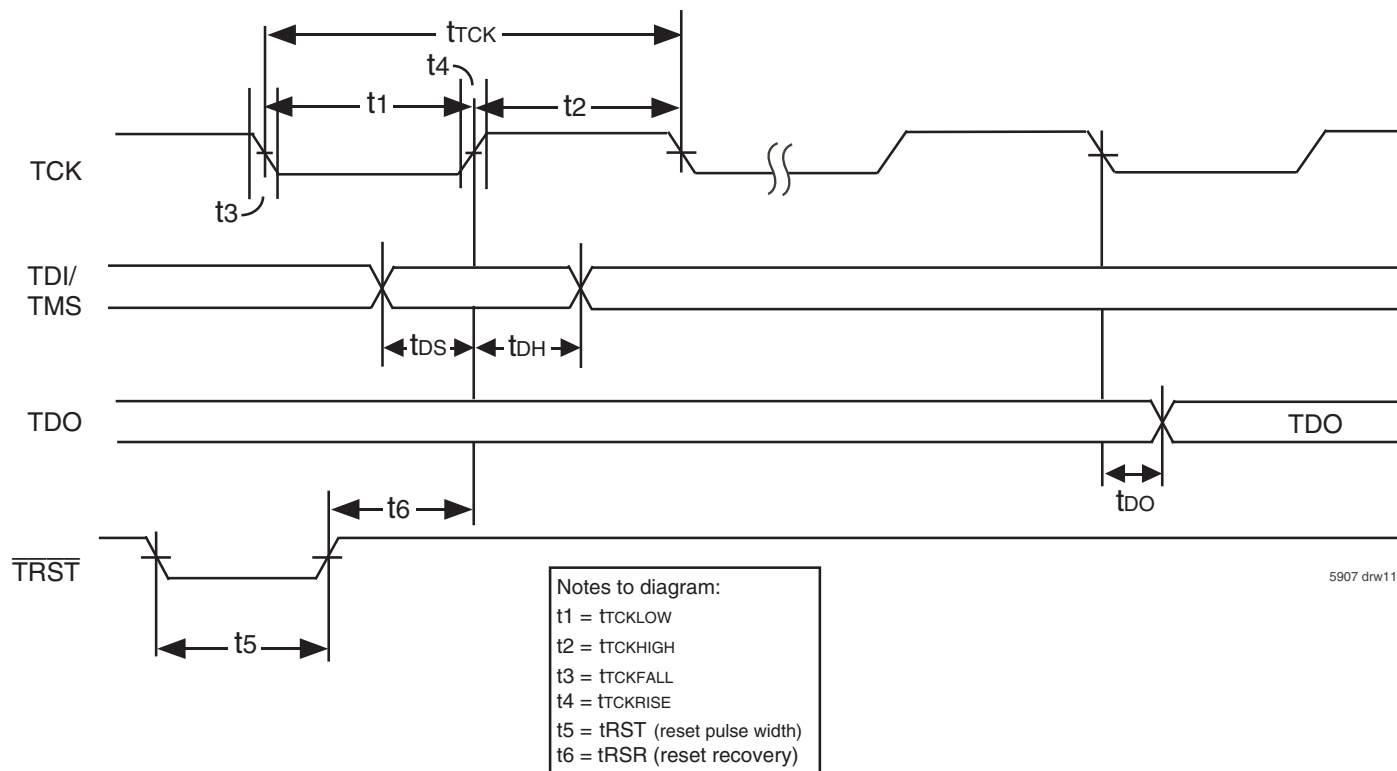 tTCK
t4
t1
t2
TCK
t3
TDI/
TMS
tDS
tDH
TDO
TDO
tDO
t6
TRST
5907 drw11
t5
Notes to diagram:
t1 = tTCKLOW
t2 = tTCKHIGH
t3 = tTCKFALL
t4 = tTCKRISE
t5 = tRST (reset pulse width)
t6 = tRSR (reset recovery)